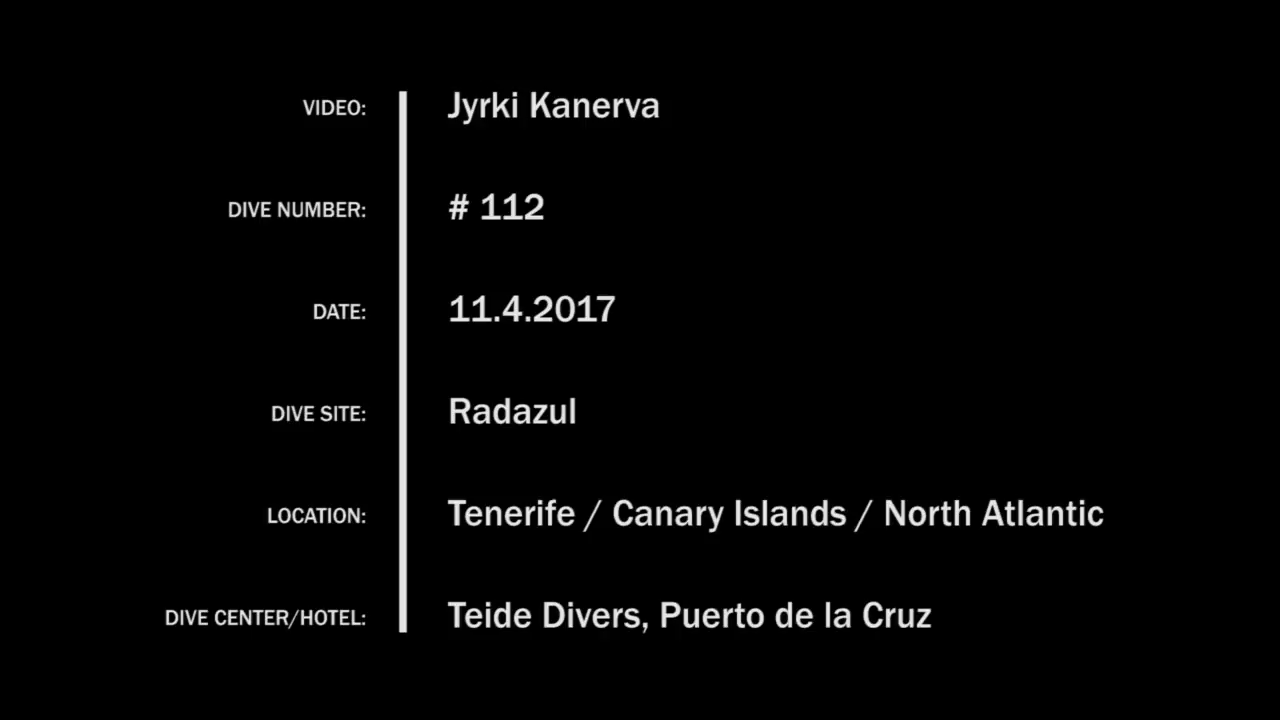 VIDEO: Jyrki Kanerva
DIVE NUMBER: # 112
DATE: 11.4.2017
DIVE SITE: Radazul
LOCATION: Tenerife / Canary Islands / North Atlantic
DIVE CENTER/HOTEL: Teide Divers, Puerto de la Cruz